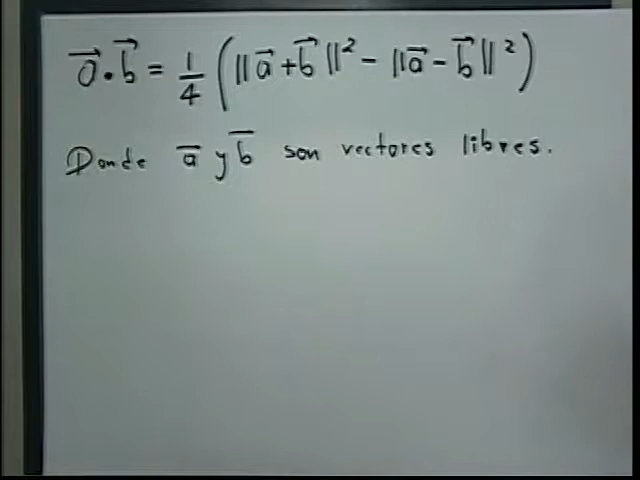 a⃗ • b⃗ = 1/4 (||a⃗ + b⃗||² - ||a⃗ - b⃗||²)
Donde a̅ y b̅ son vectores libres.